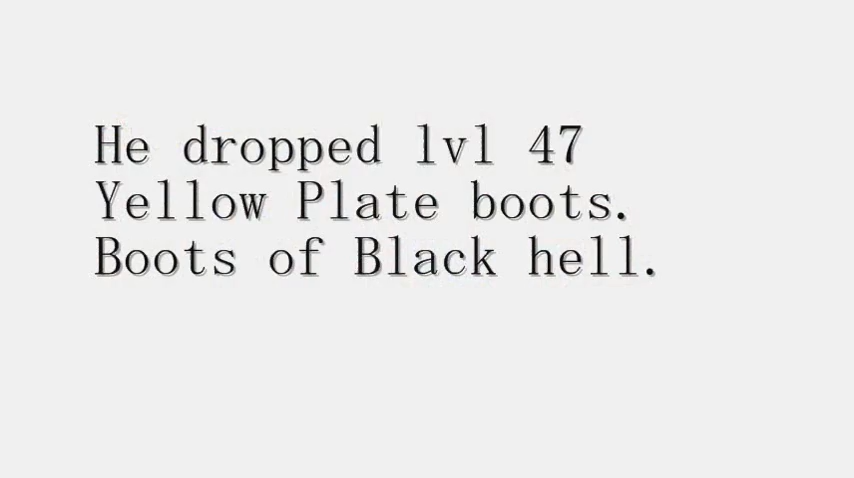 He dropped lvl 47
Yellow Plate boots.
Boots of Black hell.